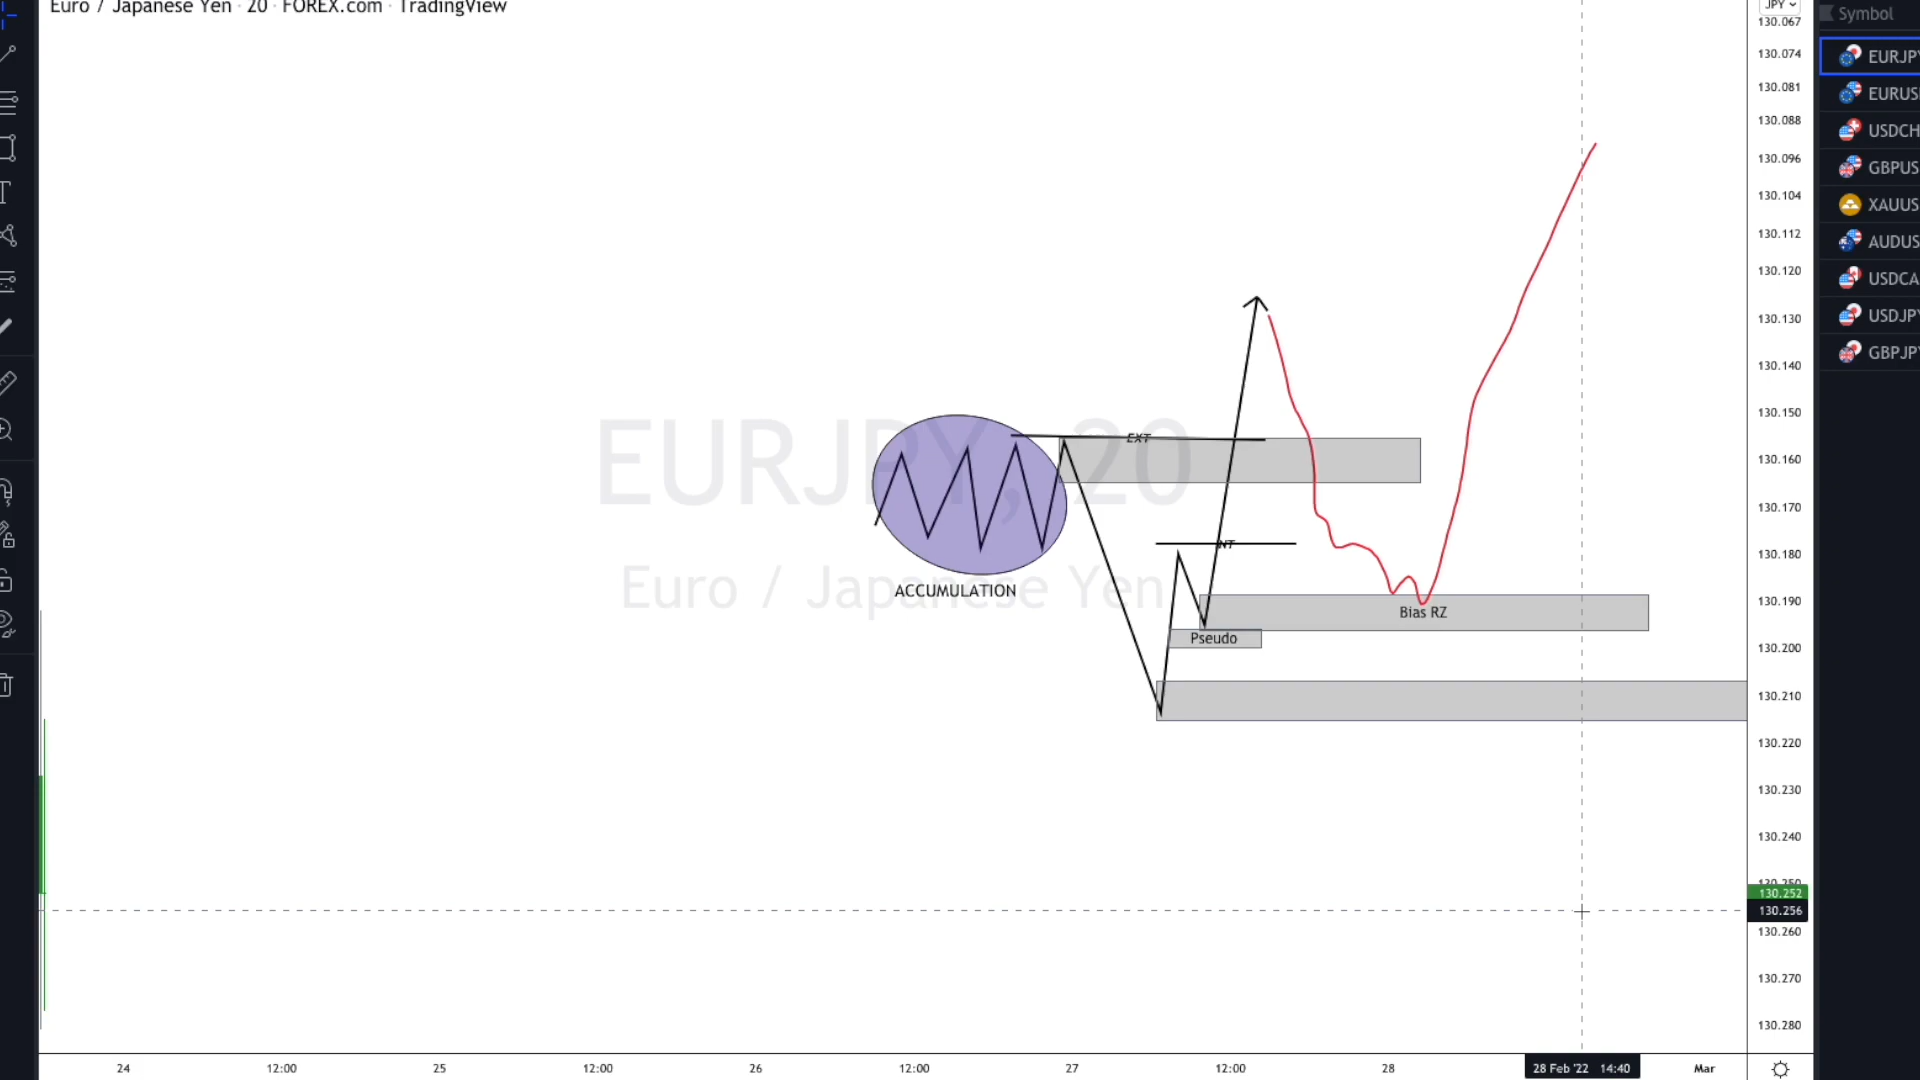 Euro / Japanese Yen · 20 · FOREX.com · TradingView
JPY
Symbol
130.067
130.074
130.081
130.088
130.096
130.104
130.112
130.120
130.130
130.140
130.150
130.160
130.170
130.180
130.190
130.200
130.210
130.220
130.230
130.240
130.252
130.256
130.260
130.270
130.280
EURJPY
EURUS
USDCH
GBPUS
XAUUS
AUDUS
USDCA
USDJPY
GBPJPY
EURJPY, 20
Euro / Japanese Yen
EXT
ACCUMULATION
Bias RZ
Pseudo
24
12:00
25
12:00
26
12:00
27
12:00
28
28 Feb '22 14:40
Mar